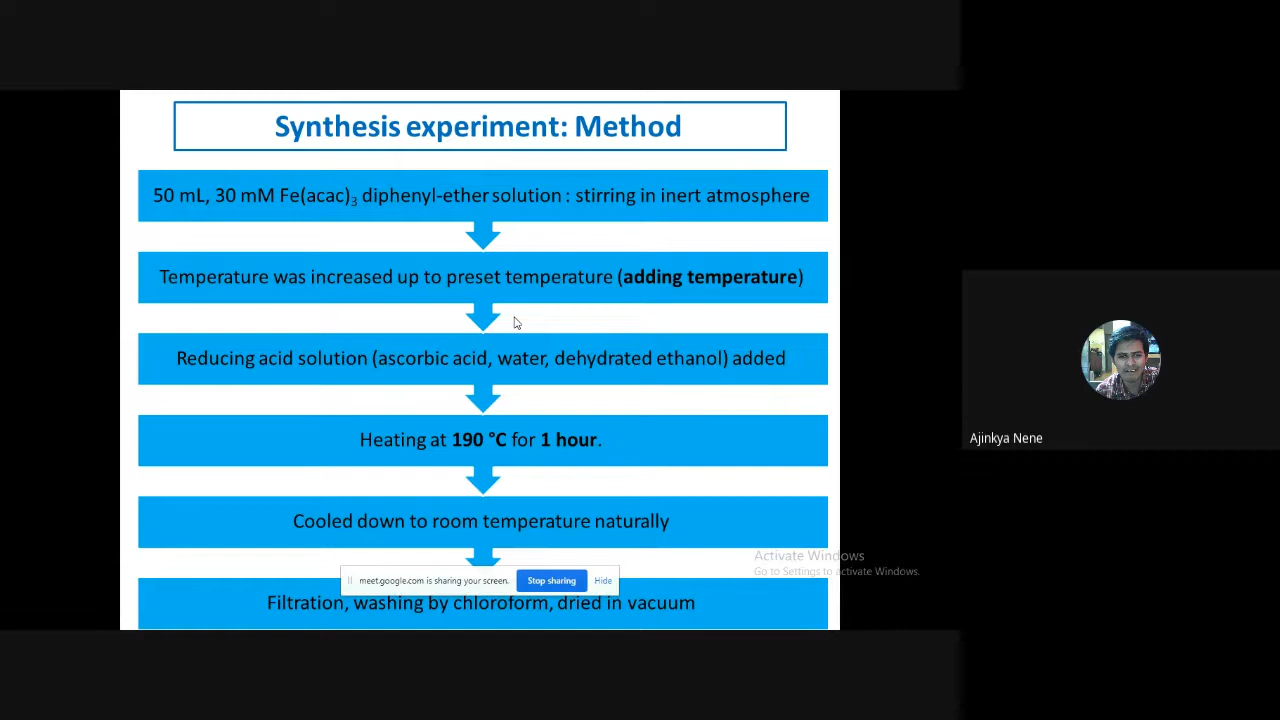 Synthesis experiment: Method
50 mL, 30 mM Fe(acac)₃ diphenyl-ether solution : stirring in inert atmosphere
Temperature was increased up to preset temperature (adding temperature)
Reducing acid solution (ascorbic acid, water, dehydrated ethanol) added
Heating at 190 °C for 1 hour.
Cooled down to room temperature naturally
meet.google.com is sharing your screen. Stop sharing Hide
Filtration, washing by chloroform, dried in vacuum
Activate Windows
Go to Settings to activate Windows.
Ajinkya Nene